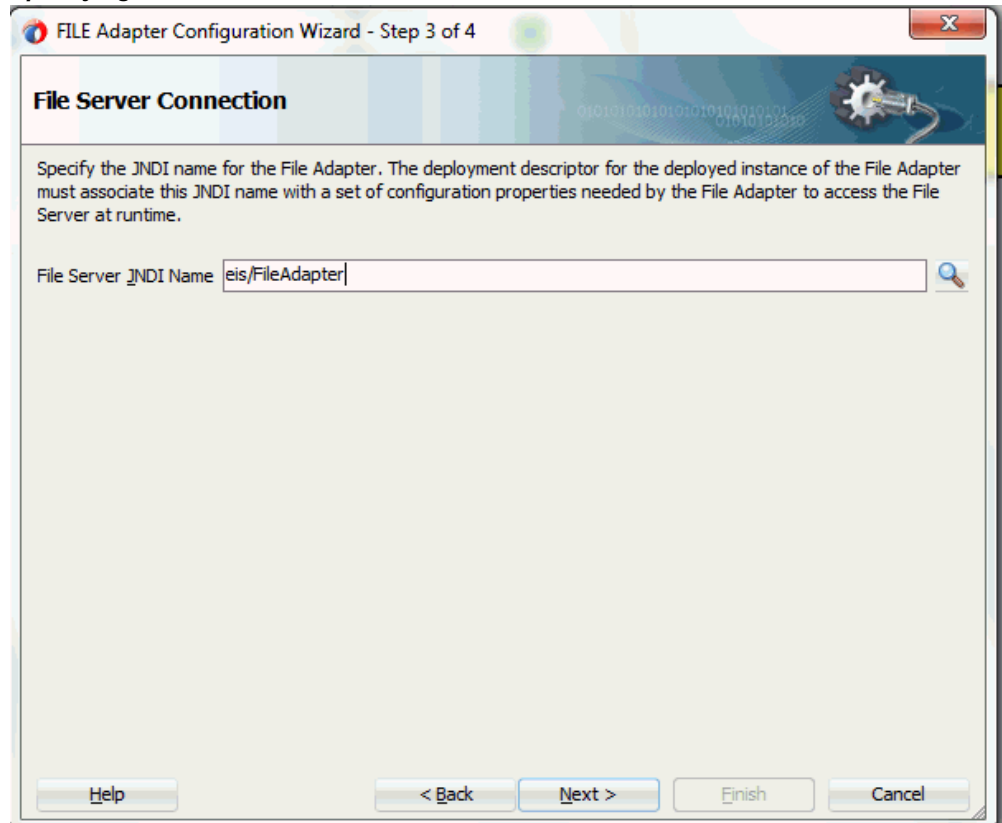 FILE Adapter Configuration Wizard - Step 3 of 4
File Server Connection
Specify the JNDI name for the File Adapter. The deployment descriptor for the deployed instance of the File Adapter
must associate this JNDI name with a set of configuration properties needed by the File Adapter to access the File
Server at runtime.
File Server JNDI Name eis/FileAdapter
Help < Back Next > Finish Cancel